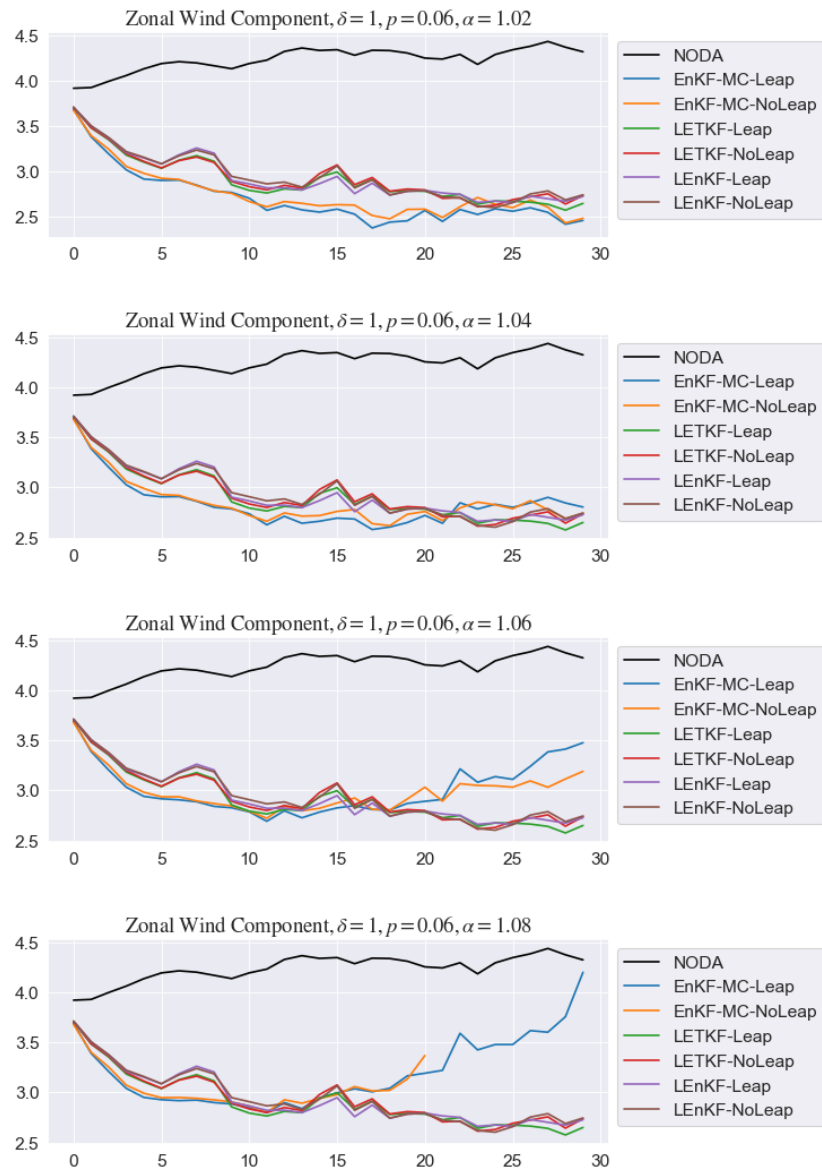 Zonal Wind Component, δ = 1, p = 0.06, α = 1.02
4.5
4.0
3.5
3.0
2.5
0 5 10 15 20 25 30
NODA
EnKF-MC-Leap
EnKF-MC-NoLeap
LETKF-Leap
LETKF-NoLeap
LEnKF-Leap
LEnKF-NoLeap
Zonal Wind Component, δ = 1, p = 0.06, α = 1.04
4.5
4.0
3.5
3.0
2.5
0 5 10 15 20 25 30
NODA
EnKF-MC-Leap
EnKF-MC-NoLeap
LETKF-Leap
LETKF-NoLeap
LEnKF-Leap
LEnKF-NoLeap
Zonal Wind Component, δ = 1, p = 0.06, α = 1.06
4.5
4.0
3.5
3.0
2.5
0 5 10 15 20 25 30
NODA
EnKF-MC-Leap
EnKF-MC-NoLeap
LETKF-Leap
LETKF-NoLeap
LEnKF-Leap
LEnKF-NoLeap
Zonal Wind Component, δ = 1, p = 0.06, α = 1.08
4.5
4.0
3.5
3.0
2.5
0 5 10 15 20 25 30
NODA
EnKF-MC-Leap
EnKF-MC-NoLeap
LETKF-Leap
LETKF-NoLeap
LEnKF-Leap
LEnKF-NoLeap